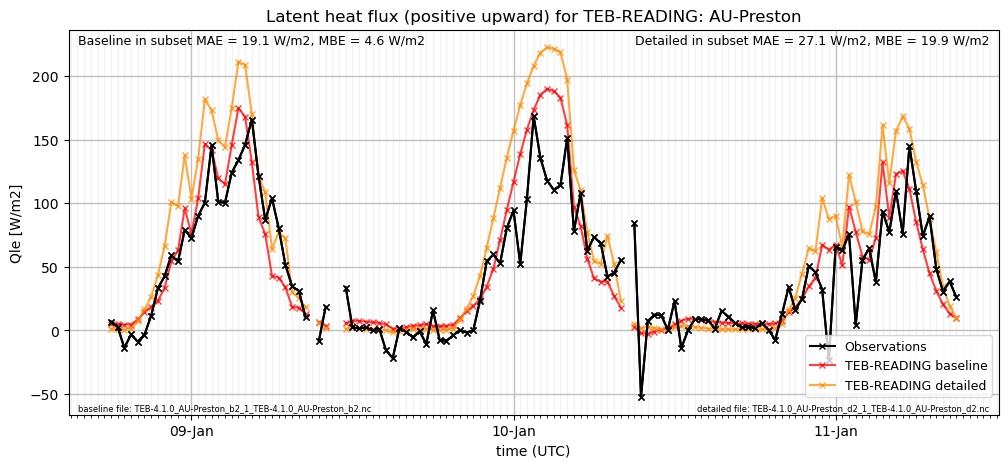 Latent heat flux (positive upward) for TEB-READING: AU-Preston
Baseline in subset MAE = 19.1 W/m2, MBE = 4.6 W/m2
Detailed in subset MAE = 27.1 W/m2, MBE = 19.9 W/m2
200
150
100
50
0
−50
Qle [W/m2]
Observations
TEB-READING baseline
TEB-READING detailed
baseline file: TEB-4.1.0_AU-Preston_b2_1_TEB-4.1.0_AU-Preston_b2.nc
detailed file: TEB-4.1.0_AU-Preston_d2_1_TEB-4.1.0_AU-Preston_d2.nc
09-Jan
10-Jan
11-Jan
time (UTC)